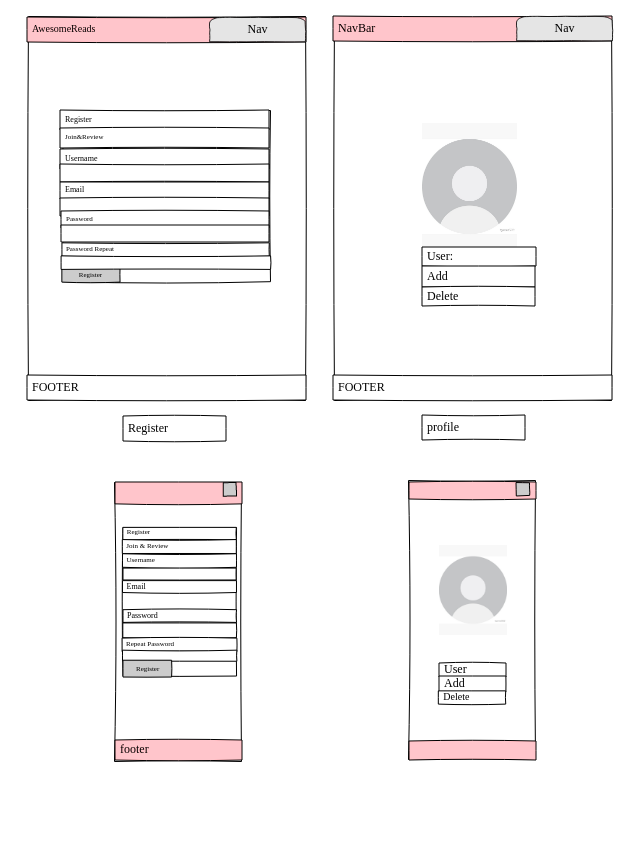 AwesomeReads
Nav
Register
Join&Review
Username
Email
Password
Password Repeat
Register
FOOTER
Register
NavBar
Nav
User:
Add
Delete
FOOTER
profile
Register
Join & Review
Username
Email
Password
Repeat Password
Register
footer
User
Add
Delete